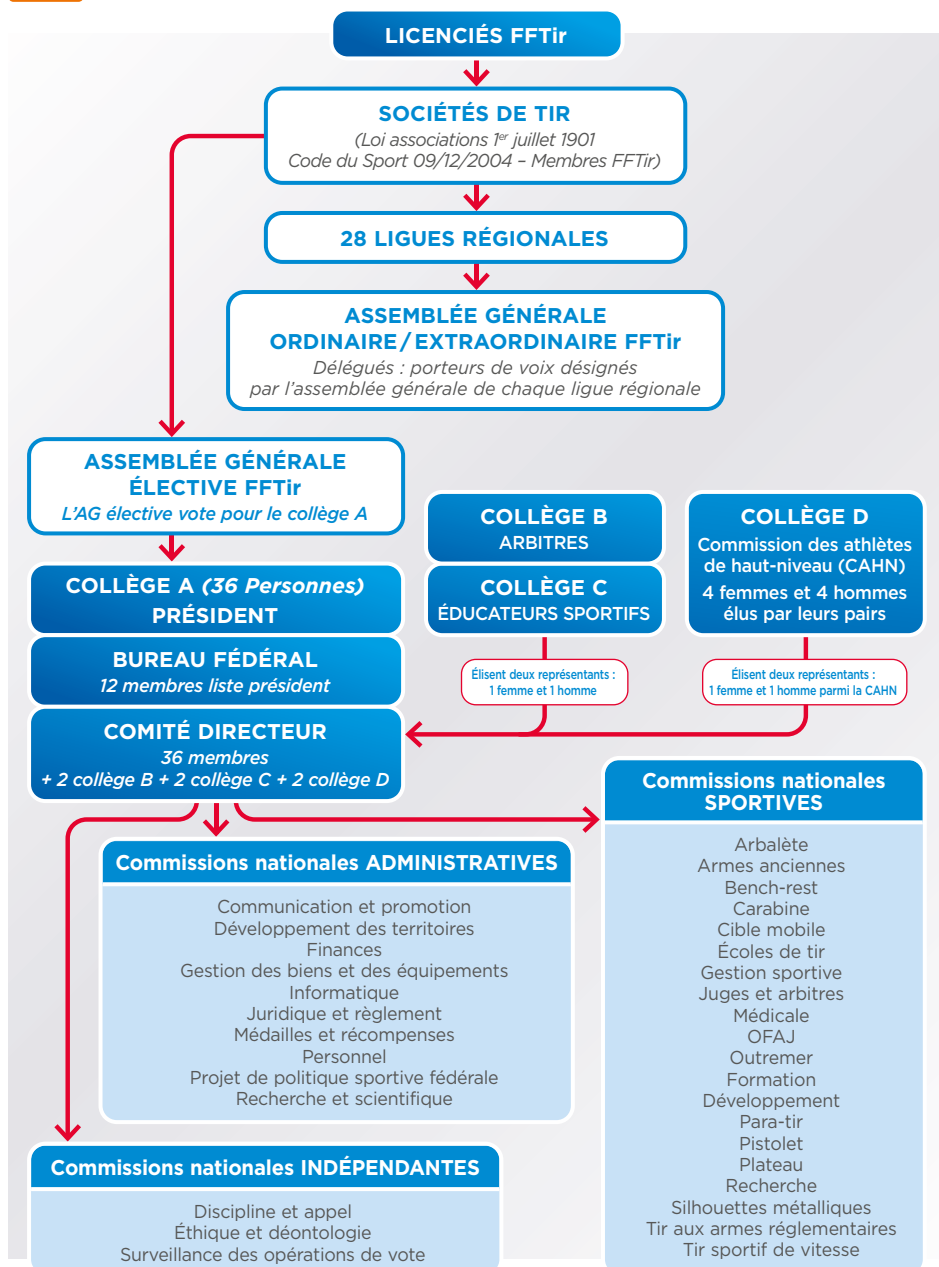 LICENCIÉS FFTir
SOCIÉTÉS DE TIR
(Loi associations 1er juillet 1901
Code du Sport 09/12/2004 – Membres FFTir)
28 LIGUES RÉGIONALES
ASSEMBLÉE GÉNÉRALE
ORDINAIRE / EXTRAORDINAIRE FFTir
Délégués : porteurs de voix désignés
par l’assemblée générale de chaque ligue régionale
ASSEMBLÉE GÉNÉRALE
ÉLECTIVE FFTir
L’AG élective vote pour le collège A
COLLÈGE A (36 Personnes)
PRÉSIDENT
BUREAU FÉDÉRAL
12 membres liste président
COMITÉ DIRECTEUR
36 membres
+ 2 collège B + 2 collège C + 2 collège D
COLLÈGE B
ARBITRES
COLLÈGE C
ÉDUCATEURS SPORTIFS
Élisent deux représentants :
1 femme et 1 homme
COLLÈGE D
Commission des athlètes
de haut-niveau (CAHN)
4 femmes et 4 hommes
élus par leurs pairs
Élisent deux représentants :
1 femme et 1 homme parmi la CAHN
Commissions nationales ADMINISTRATIVES
Communication et promotion
Développement des territoires
Finances
Gestion des biens et des équipements
Informatique
Juridique et règlement
Médailles et récompenses
Personnel
Projet de politique sportive fédérale
Recherche et scientifique
Commissions nationales INDÉPENDANTES
Discipline et appel
Éthique et déontologie
Surveillance des opérations de vote
Commissions nationales
SPORTIVES
Arbalète
Armes anciennes
Bench-rest
Carabine
Cible mobile
Écoles de tir
Gestion sportive
Juges et arbitres
Médicale
OFAJ
Outremer
Formation
Développement
Para-tir
Pistolet
Plateau
Recherche
Silhouettes métalliques
Tir aux armes réglementaires
Tir sportif de vitesse